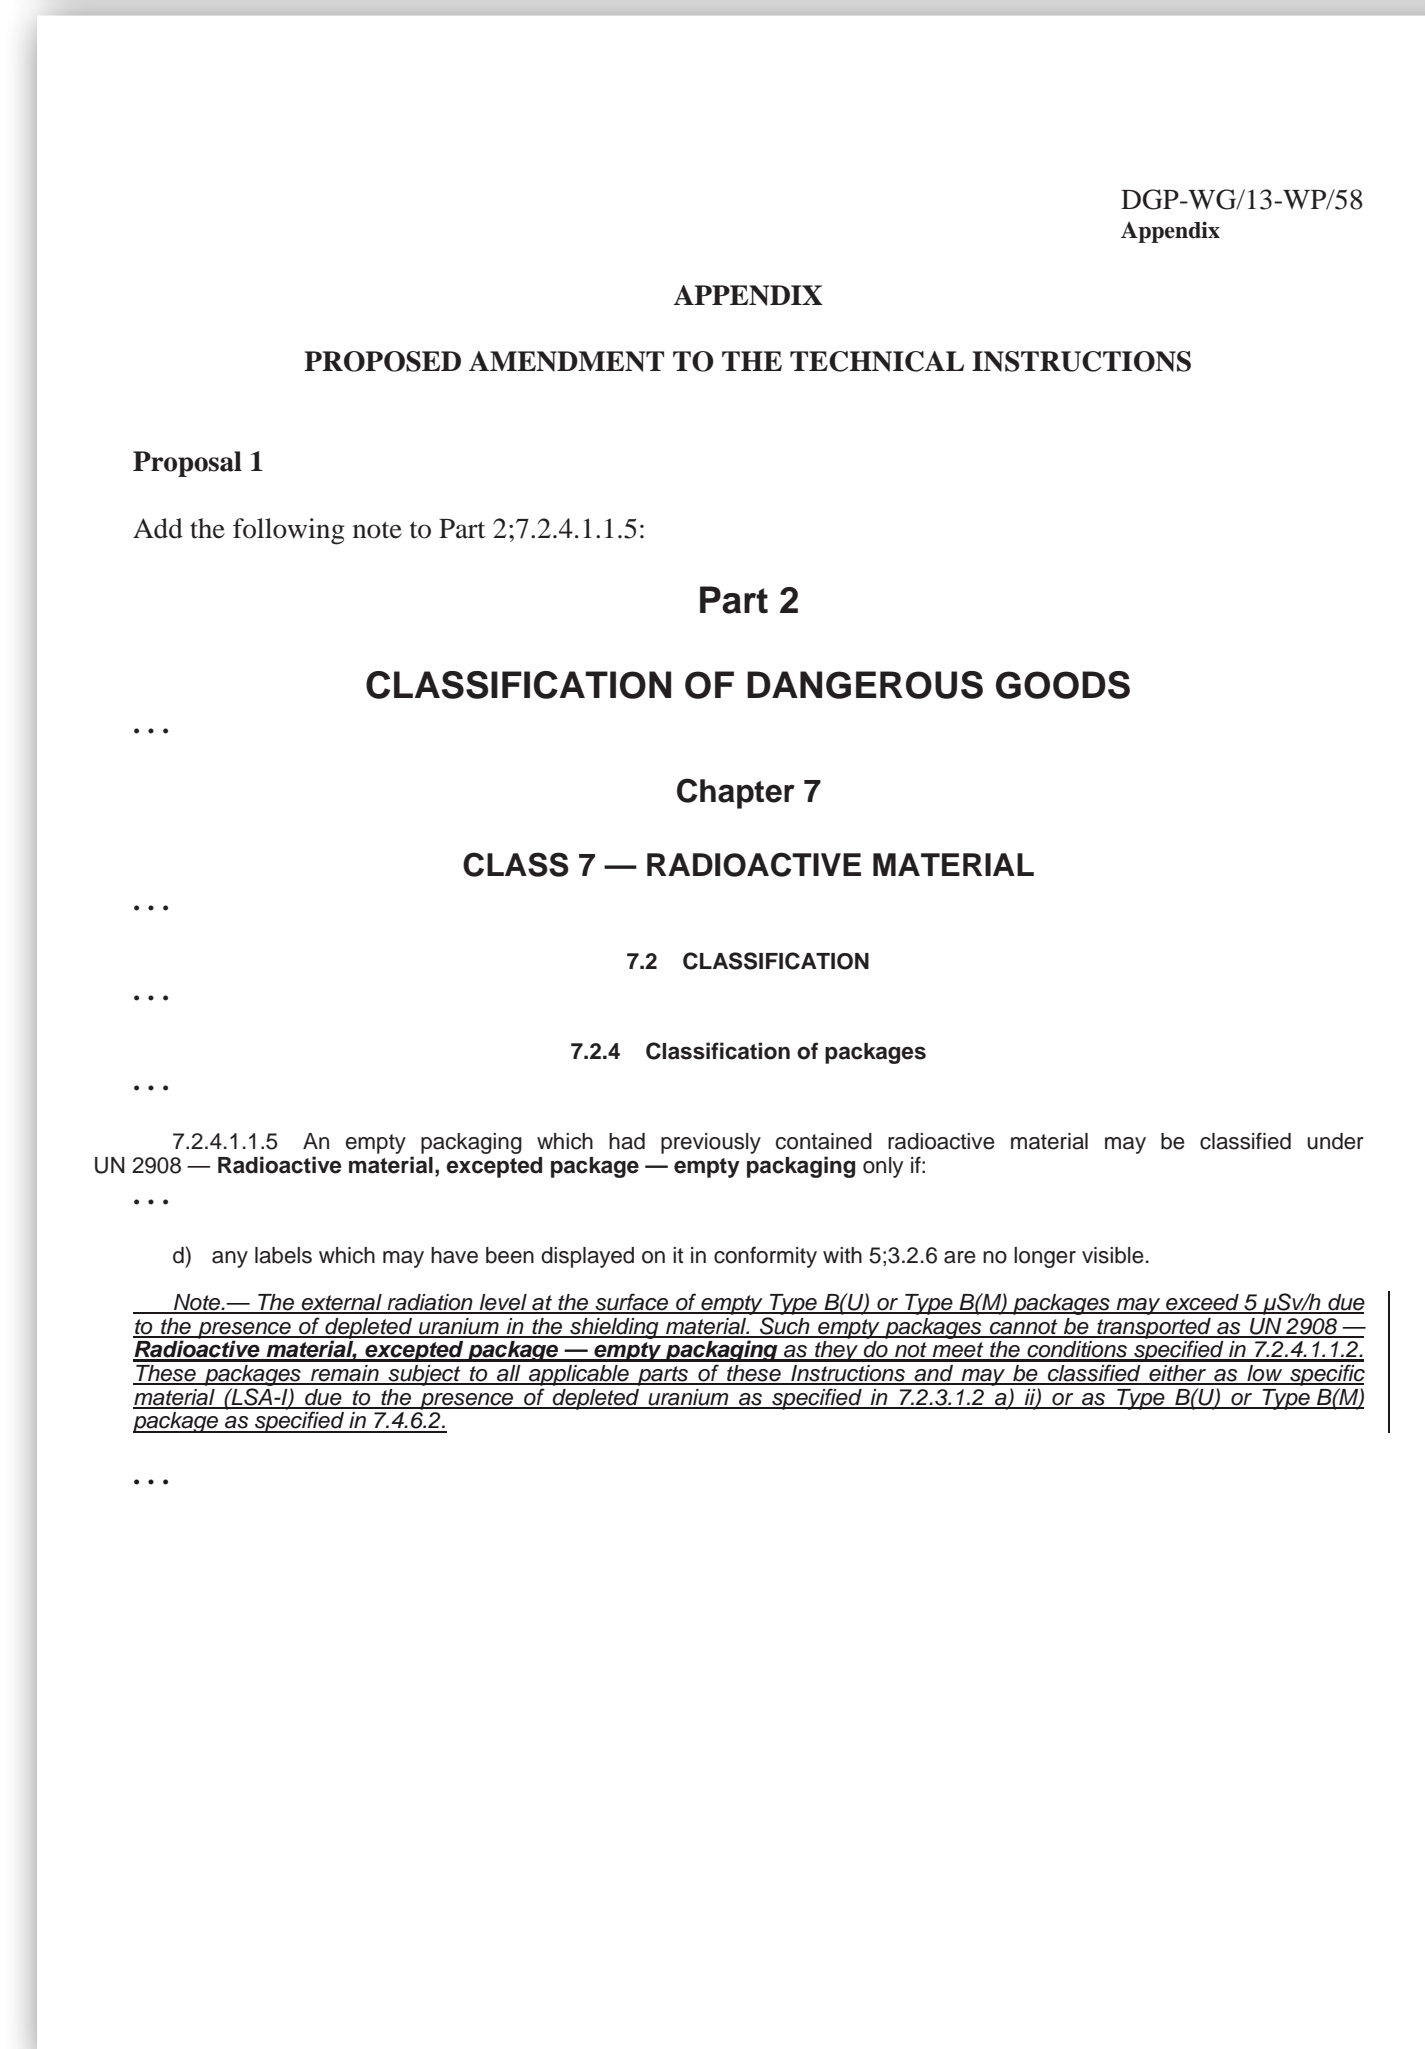 DGP-WG/13-WP/58
Appendix
APPENDIX
PROPOSED AMENDMENT TO THE TECHNICAL INSTRUCTIONS
Proposal 1
Add the following note to Part 2;7.2.4.1.1.5:
Part 2
CLASSIFICATION OF DANGEROUS GOODS
. . .
Chapter 7
CLASS 7 — RADIOACTIVE MATERIAL
. . .
7.2 CLASSIFICATION
. . .
7.2.4 Classification of packages
. . .
7.2.4.1.1.5 An empty packaging which had previously contained radioactive material may be classified under
UN 2908 — Radioactive material, excepted package — empty packaging only if:
. . .
d) any labels which may have been displayed on it in conformity with 5;3.2.6 are no longer visible.
Note.— The external radiation level at the surface of empty Type B(U) or Type B(M) packages may exceed 5 µSv/h due
to the presence of depleted uranium in the shielding material. Such empty packages cannot be transported as UN 2908 —
Radioactive material, excepted package — empty packaging as they do not meet the conditions specified in 7.2.4.1.1.2.
These packages remain subject to all applicable parts of these Instructions and may be classified either as low specific
material (LSA-I) due to the presence of depleted uranium as specified in 7.2.3.1.2 a) ii) or as Type B(U) or Type B(M)
package as specified in 7.4.6.2.
. . .